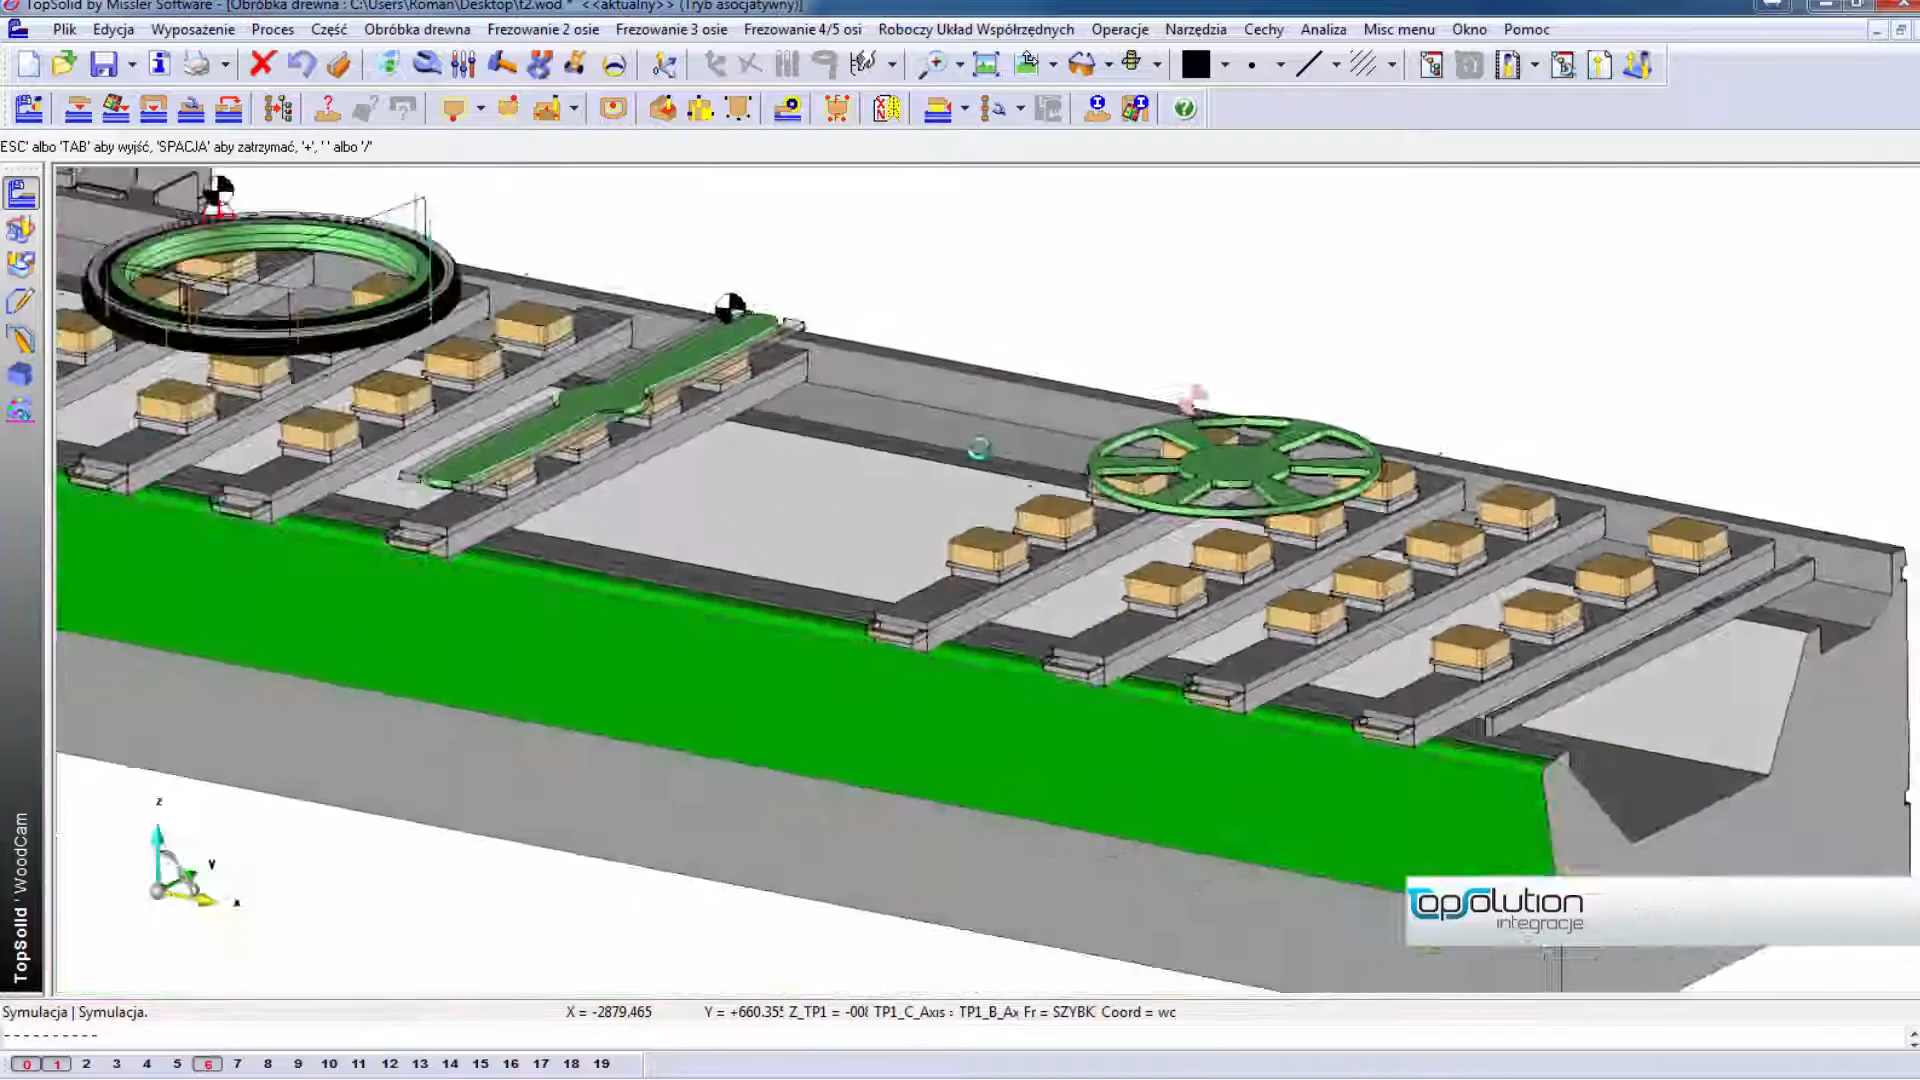 TopSolid by Missler Software - [Obróbka drewna : C:\Users\Roman\Desktop\t2.wod * <<aktualny>> (Tryb asocjatywny)]
Plik Edycja Wyposażenie Proces Część Obróbka drewna Frezowanie 2 osie Frezowanie 3 osie Frezowanie 4/5 osi Roboczy Układ Współrzędnych Operacje Narzędzia Cechy Analiza Misc menu Okno Pomoc
ESC' albo 'TAB' aby wyjść, 'SPACJA' aby zatrzymać, '+', ' ' albo '/'
z
y
x
TopSolid ' WoodCam
TopSolution
integracje
Symulacja | Symulacja.
X = -2879.465 Y = +660.355 Z_TP1 = -008 TP1_C_Axis : TP1_B_Ax Fr = SZYBK Coord = wc
0 1 2 3 4 5 6 7 8 9 10 11 12 13 14 15 16 17 18 19